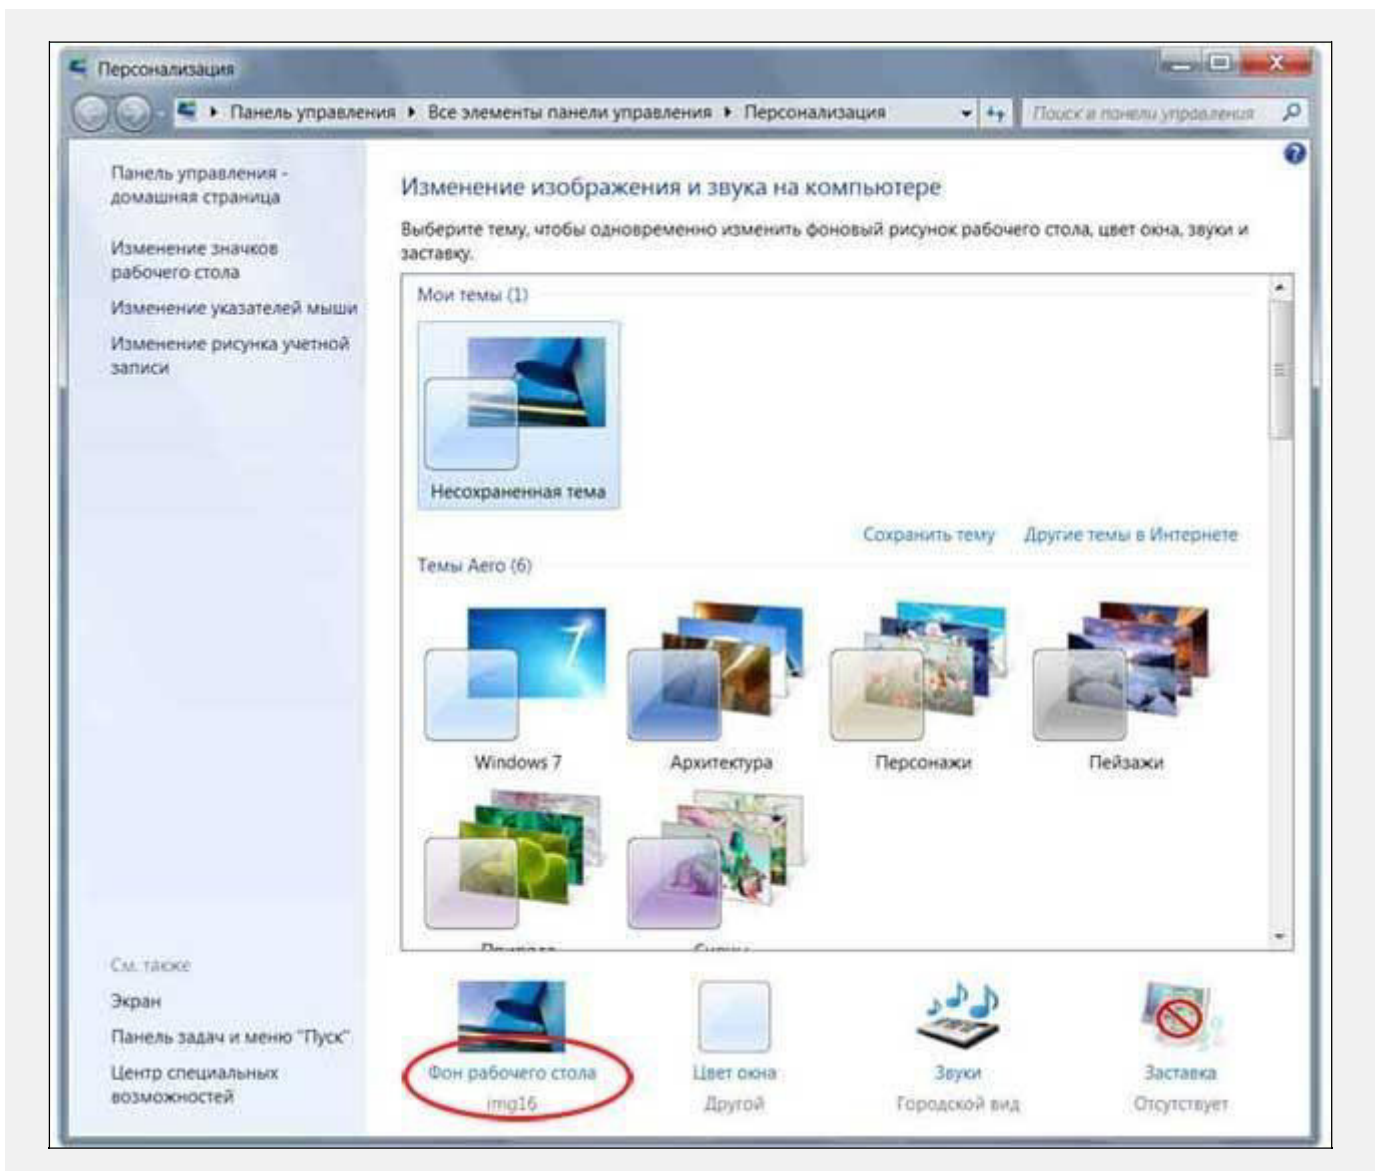 Персонализация
Панель управления
Все элементы панели управления
Персонализация
Поиск в панели управления
Панель управления -
домашняя страница
Изменение значков
рабочего стола
Изменение указателей мыши
Изменение рисунка учетной
записи
Изменение изображения и звука на компьютере
Выберите тему, чтобы одновременно изменить фоновый рисунок рабочего стола, цвет окна, звуки и
заставку.
Мои темы (1)
Несохраненная тема
Сохранить тему Другие темы в Интернете
Темы Aero (6)
Windows 7 Архитектура Персонажи Пейзажи
См. также
Экран
Панель задач и меню "Пуск"
Центр специальных
возможностей
Фон рабочего стола
img16
Цвет окна
Другой
Звуки
Городской вид
Заставка
Отсутствует